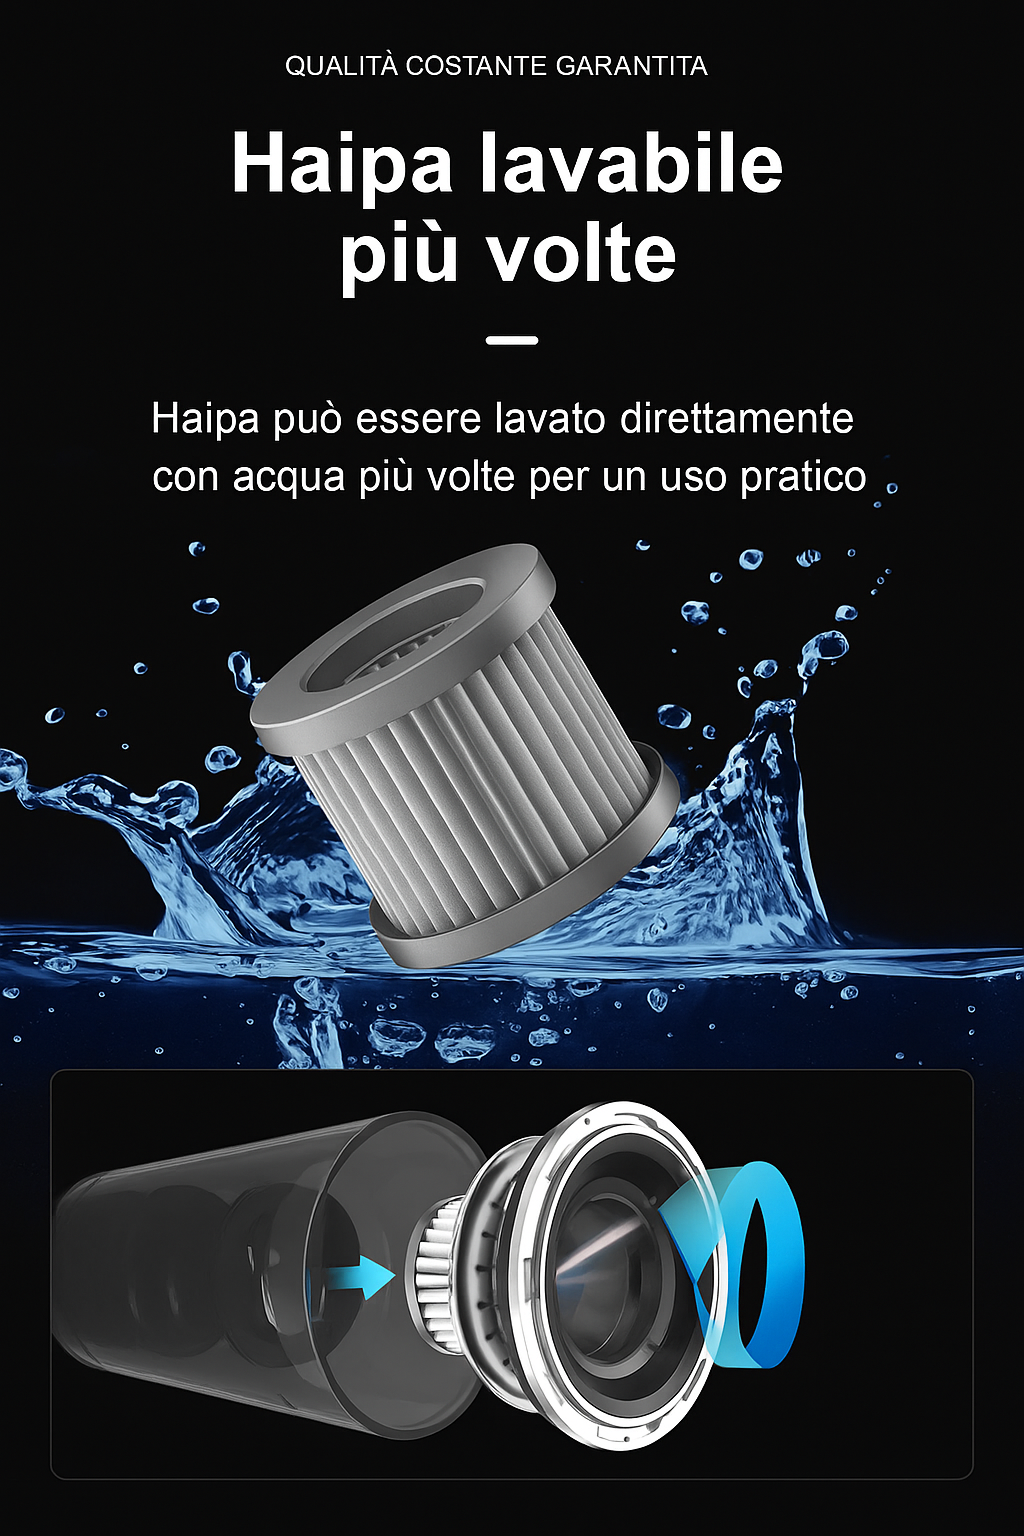 QUALITÀ COSTANTE GARANTITA
Haipa lavabile
più volte
Haipa può essere lavato direttamente
con acqua più volte per un uso pratico